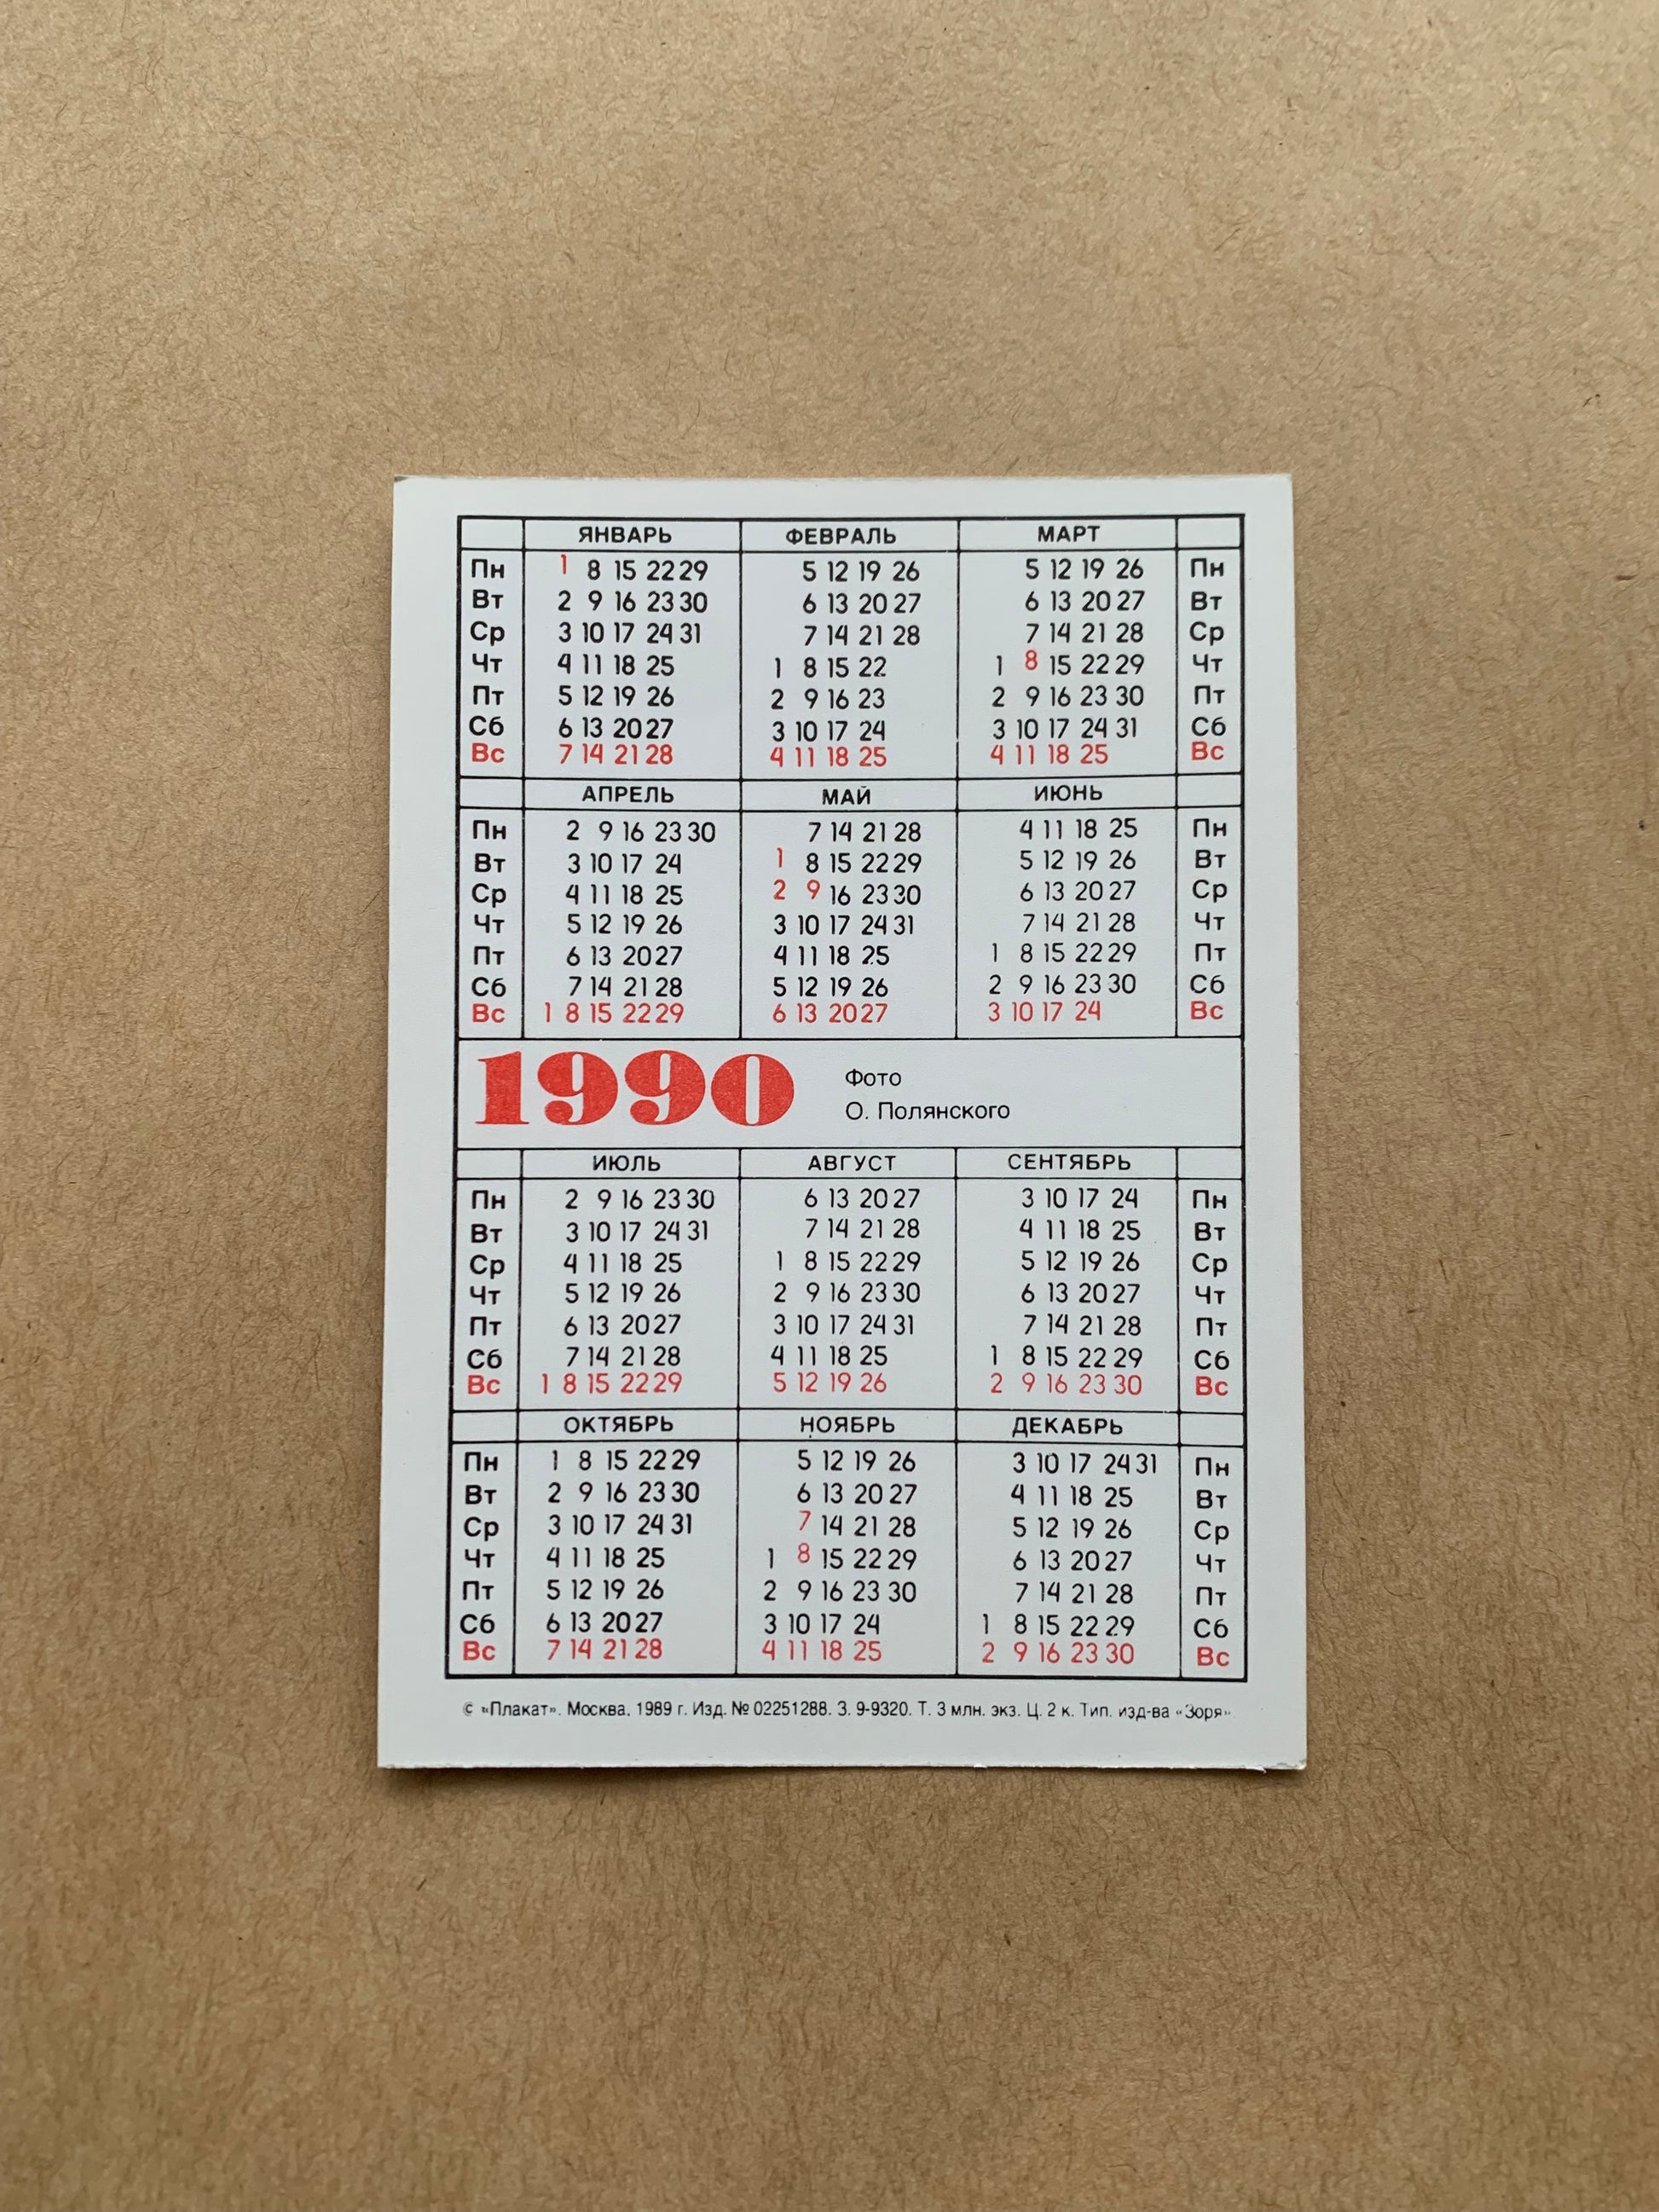 ЯНВАРЬ ФЕВРАЛЬ МАРТ
Пн 1 8 15 22 29 5 12 19 26 5 12 19 26 Пн
Вт 2 9 16 23 30 6 13 20 27 6 13 20 27 Вт
Ср 3 10 17 24 31 7 14 21 28 7 14 21 28 Ср
Чт 4 11 18 25 1 8 15 22 1 8 15 22 29 Чт
Пт 5 12 19 26 2 9 16 23 2 9 16 23 30 Пт
Сб 6 13 20 27 3 10 17 24 3 10 17 24 31 Сб
Вс 7 14 21 28 4 11 18 25 4 11 18 25 Вс
АПРЕЛЬ МАЙ ИЮНЬ
Пн 2 9 16 23 30 7 14 21 28 4 11 18 25 Пн
Вт 3 10 17 24 1 8 15 22 29 5 12 19 26 Вт
Ср 4 11 18 25 2 9 16 23 30 6 13 20 27 Ср
Чт 5 12 19 26 3 10 17 24 31 7 14 21 28 Чт
Пт 6 13 20 27 4 11 18 25 1 8 15 22 29 Пт
Сб 7 14 21 28 5 12 19 26 2 9 16 23 30 Сб
Вс 1 8 15 22 29 6 13 20 27 3 10 17 24 Вс
1990
Фото
О. Полянского
ИЮЛЬ АВГУСТ СЕНТЯБРЬ
Пн 2 9 16 23 30 6 13 20 27 3 10 17 24 Пн
Вт 3 10 17 24 31 7 14 21 28 4 11 18 25 Вт
Ср 4 11 18 25 1 8 15 22 29 5 12 19 26 Ср
Чт 5 12 19 26 2 9 16 23 30 6 13 20 27 Чт
Пт 6 13 20 27 3 10 17 24 31 7 14 21 28 Пт
Сб 7 14 21 28 4 11 18 25 1 8 15 22 29 Сб
Вс 1 8 15 22 29 5 12 19 26 2 9 16 23 30 Вс
ОКТЯБРЬ НОЯБРЬ ДЕКАБРЬ
Пн 1 8 15 22 29 5 12 19 26 3 10 17 24 31 Пн
Вт 2 9 16 23 30 6 13 20 27 4 11 18 25 Вт
Ср 3 10 17 24 31 7 14 21 28 5 12 19 26 Ср
Чт 4 11 18 25 1 8 15 22 29 6 13 20 27 Чт
Пт 5 12 19 26 2 9 16 23 30 7 14 21 28 Пт
Сб 6 13 20 27 3 10 17 24 1 8 15 22 29 Сб
Вс 7 14 21 28 4 11 18 25 2 9 16 23 30 Вс
© «Плакат». Москва, 1989 г. Изд. № 02251288. З. 9-9320. Т. 3 млн. экз. Ц. 2 к. Тип. изд-ва «Зоря»